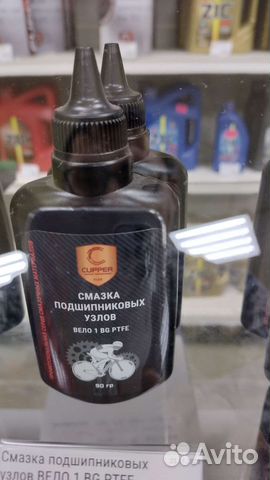 ZIC
CUPPER
СМАЗКА
ПОДШИПНИКОВЫХ
УЗЛОВ
ВЕЛО 1 BG PTFE
90 гр
Смазка подшипниковых
узлов ВЕЛО 1 BG PTFE
Avito